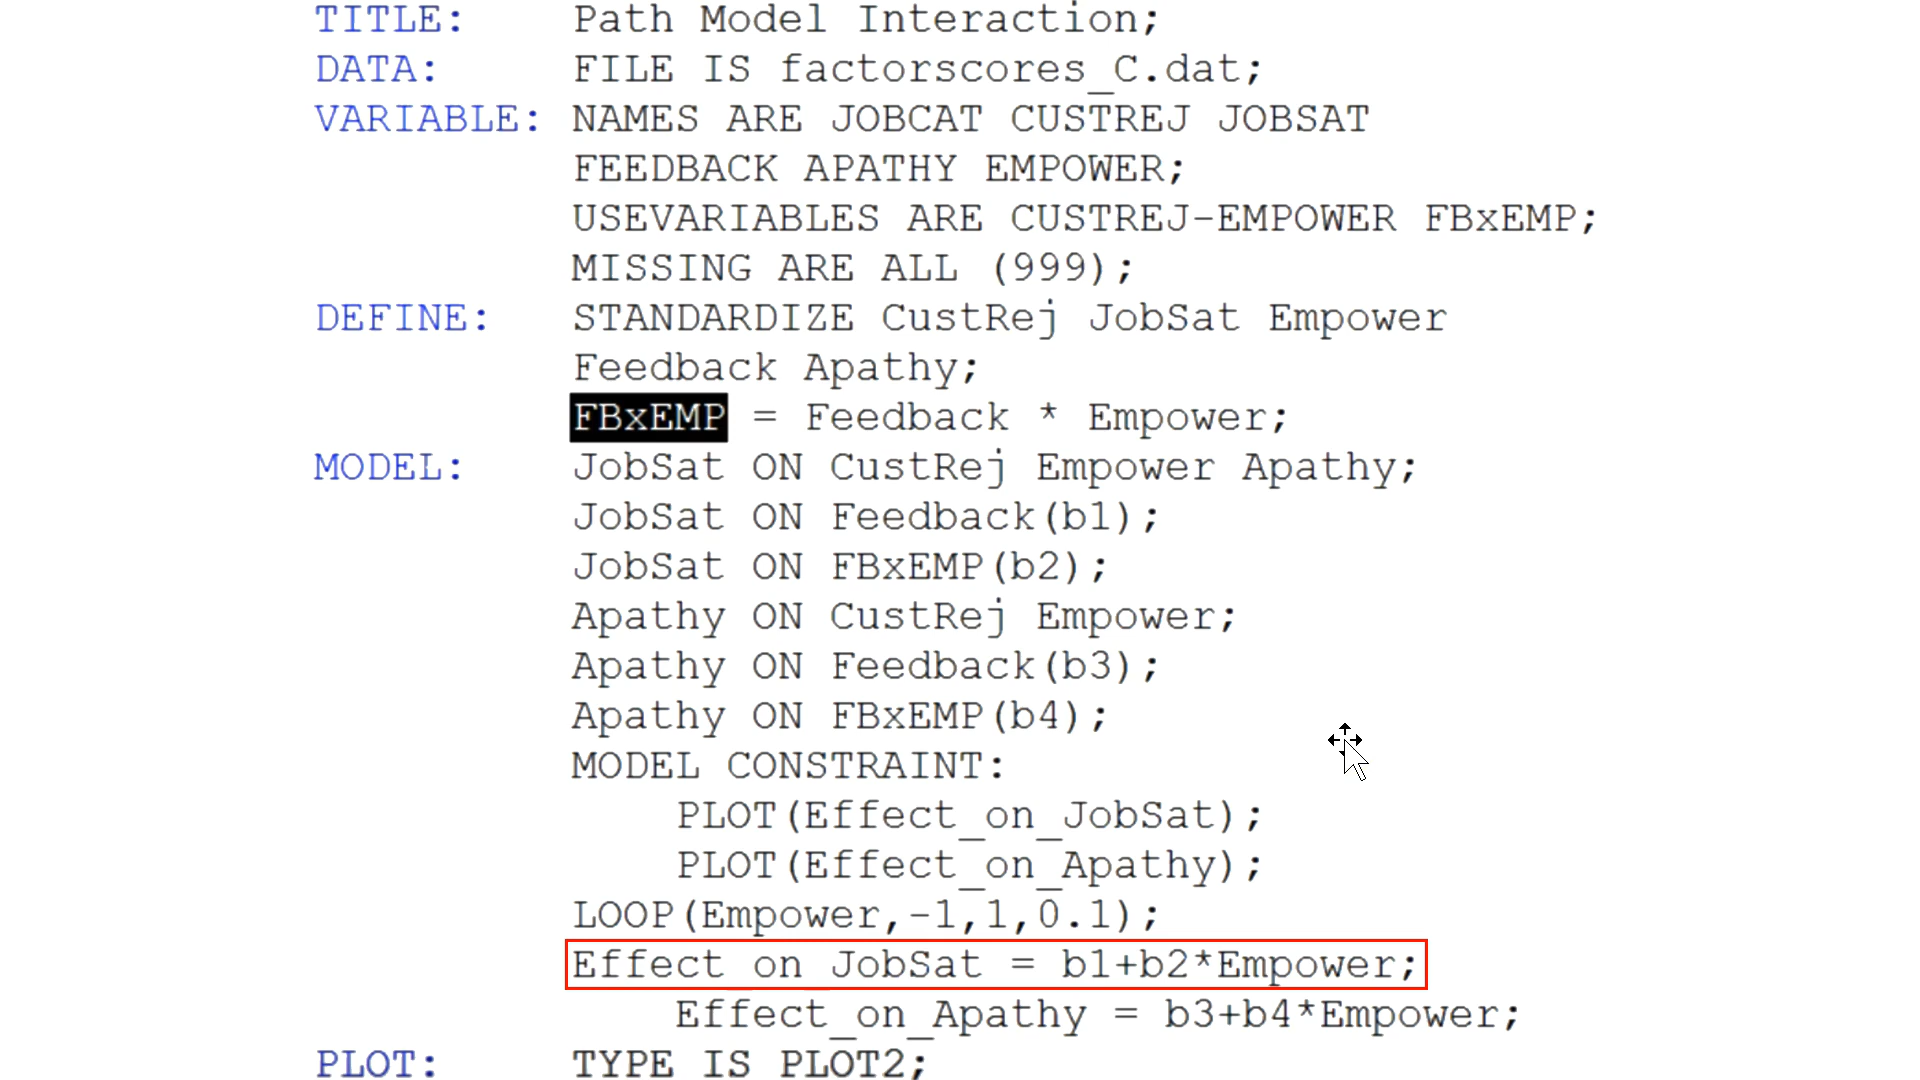 TITLE: Path Model Interaction;
DATA: FILE IS factorscores_C.dat;
VARIABLE: NAMES ARE JOBCAT CUSTREJ JOBSAT
FEEDBACK APATHY EMPOWER;
USEVARIABLES ARE CUSTREJ-EMPOWER FBxEMP;
MISSING ARE ALL (999);
DEFINE: STANDARDIZE CustRej JobSat Empower
Feedback Apathy;
FBxEMP = Feedback * Empower;
MODEL: JobSat ON CustRej Empower Apathy;
JobSat ON Feedback(b1);
JobSat ON FBxEMP(b2);
Apathy ON CustRej Empower;
Apathy ON Feedback(b3);
Apathy ON FBxEMP(b4);
MODEL CONSTRAINT:
PLOT(Effect_on_JobSat);
PLOT(Effect_on_Apathy);
LOOP(Empower,-1,1,0.1);
Effect on JobSat = b1+b2*Empower;
Effect_on_Apathy = b3+b4*Empower;
PLOT: TYPE IS PLOT2;